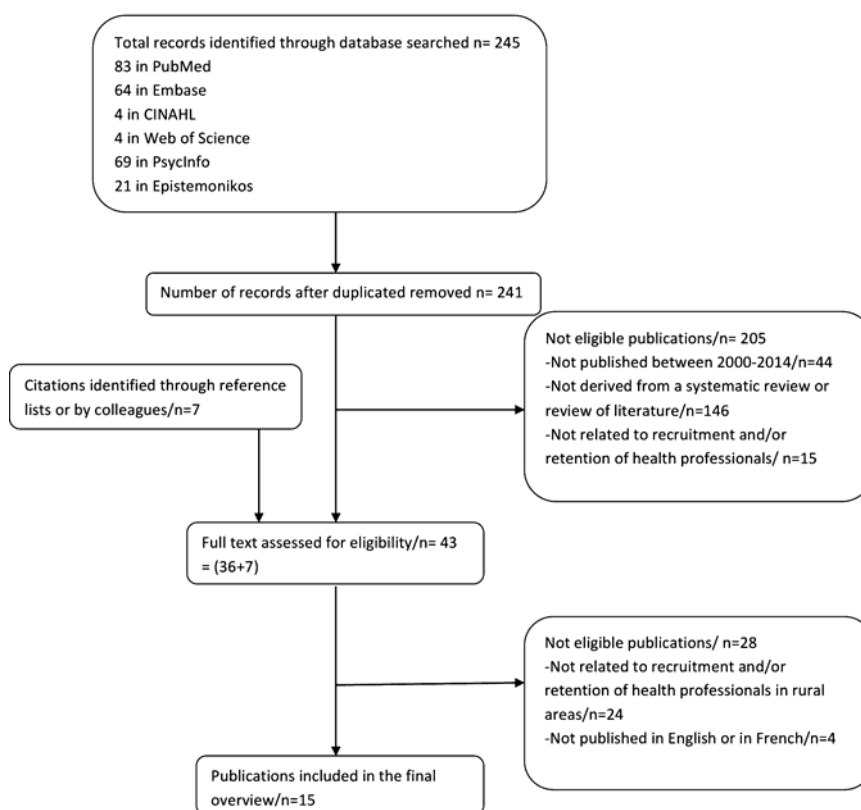 Total records identified through database searched n= 245
83 in PubMed
64 in Embase
4 in CINAHL
4 in Web of Science
69 in PsycInfo
21 in Epistemonikos
Number of records after duplicated removed n= 241
Not eligible publications/n= 205
-Not published between 2000-2014/n=44
-Not derived from a systematic review or
review of literature/n=146
-Not related to recruitment and/or
retention of health professionals/ n=15
Citations identified through reference
lists or by colleagues/n=7
Full text assessed for eligibility/n= 43
= (36+7)
Not eligible publications/ n=28
-Not related to recruitment and/or
retention of health professionals in rural
areas/n=24
-Not published in English or in French/n=4
Publications included in the final
overview/n=15